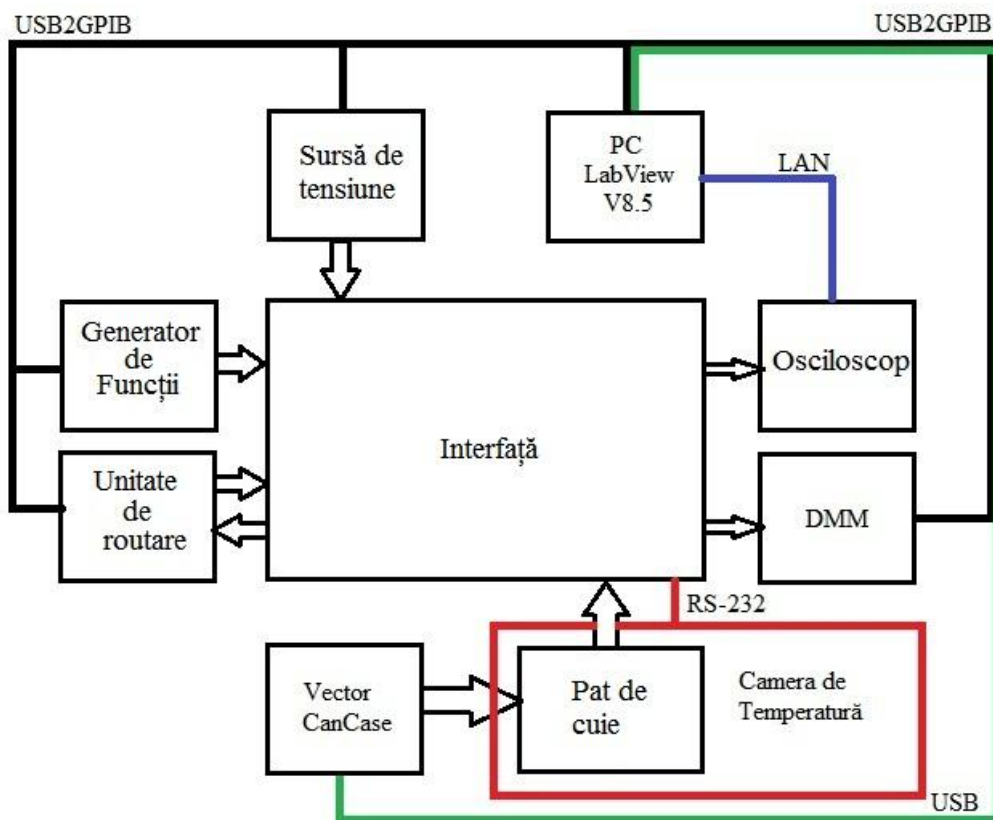 USB2GPIB
USB2GPIB
Sursă de
tensiune
PC
LabView
V8.5
LAN
Generator
de
Funcții
Osciloscop
Interfață
Unitate
de
routare
DMM
RS-232
Vector
CanCase
Pat de
cuie
Camera de
Temperatură
USB